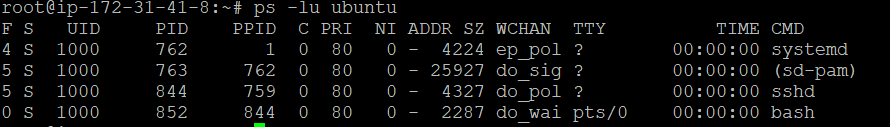 root@ip-172-31-41-8:~# ps -lu ubuntu
F S   UID     PID    PPID  C PRI  NI ADDR SZ WCHAN  TTY          TIME CMD
4 S  1000     762       1  0  80   0 -  4224 ep_pol ?        00:00:00 systemd
5 S  1000     763     762  0  80   0 - 25927 do_sig ?        00:00:00 (sd-pam)
5 S  1000     844     759  0  80   0 -  4327 do_pol ?        00:00:00 sshd
0 S  1000     852     844  0  80   0 -  2287 do_wai pts/0    00:00:00 bash